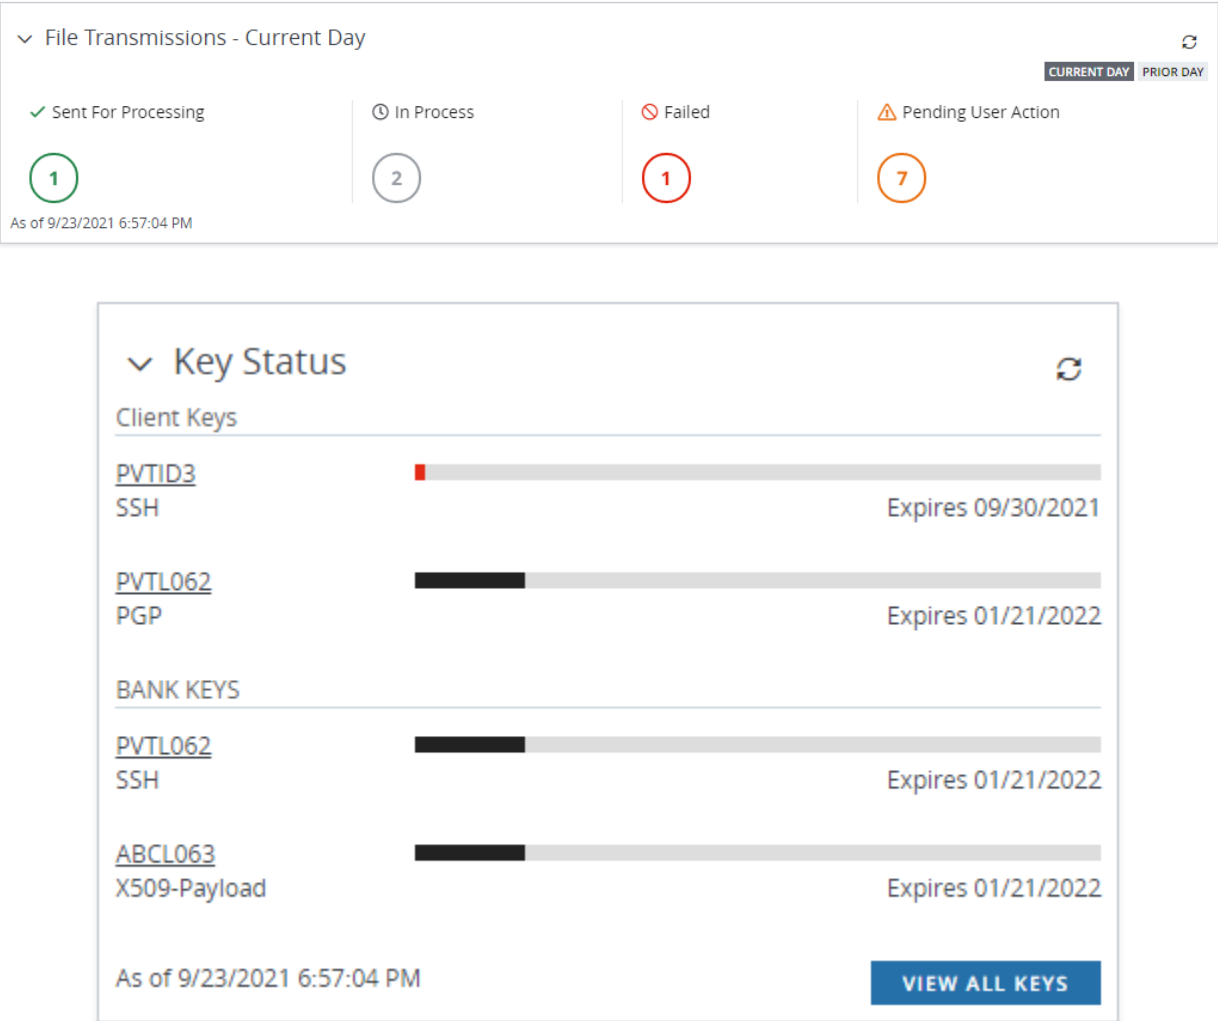 File Transmissions - Current Day
CURRENT DAY PRIOR DAY
Sent For Processing In Process Failed Pending User Action
1 2 1 7
As of 9/23/2021 6:57:04 PM
Key Status
Client Keys
PVTID3
SSH Expires 09/30/2021
PVTL062
PGP Expires 01/21/2022
BANK KEYS
PVTL062
SSH Expires 01/21/2022
ABCL063
X509-Payload Expires 01/21/2022
As of 9/23/2021 6:57:04 PM VIEW ALL KEYS